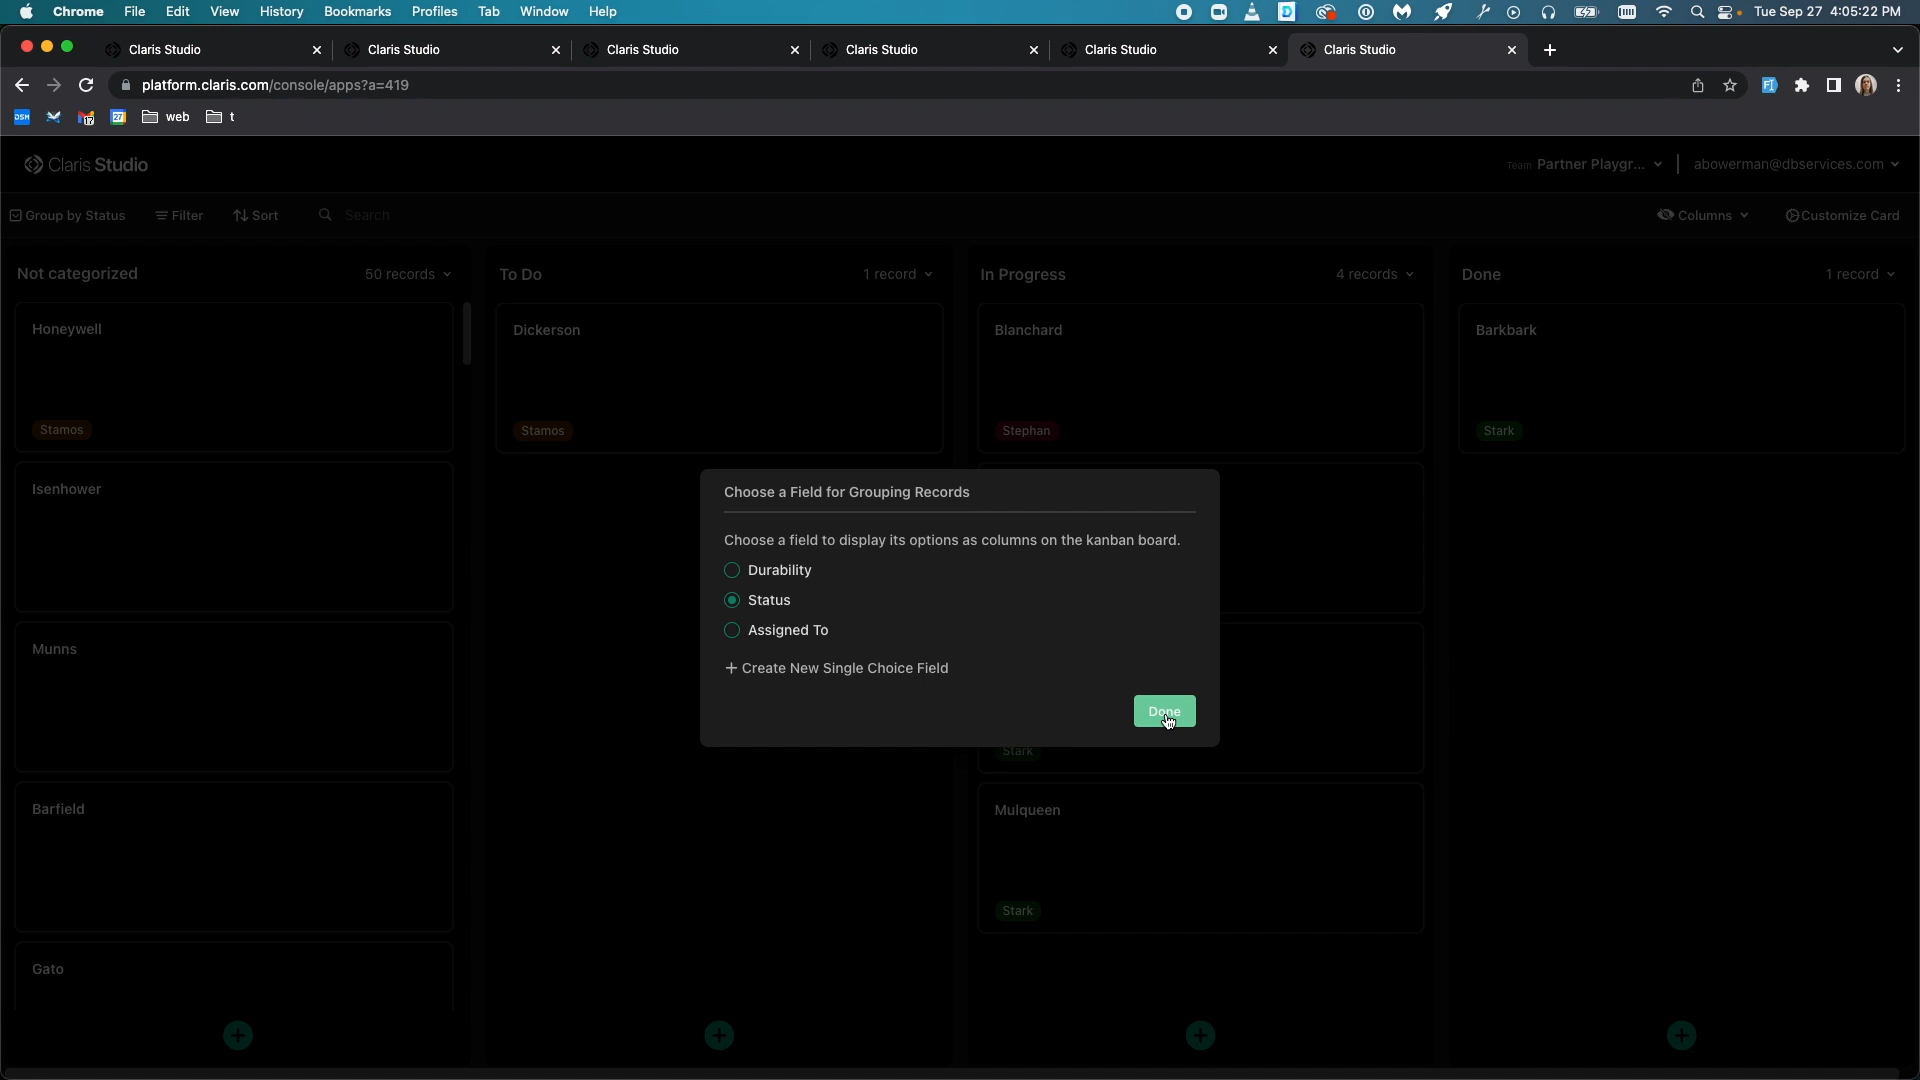 Chrome File Edit View History Bookmarks Profiles Tab Window Help Tue Sep 27 4:05:22 PM
Claris Studio Claris Studio Claris Studio Claris Studio Claris Studio Claris Studio
platform.claris.com/console/apps?a=419
web t
Claris Studio Team Partner Playgr... abowerman@dbservices.com
Group by Status Filter Sort Search Columns Customize Card
Not categorized 50 records To Do 1 record In Progress 4 records Done 1 record
Honeywell Dickerson Blanchard Barkbark
Stamos Stamos Stephan Stark
Isenhower
Choose a Field for Grouping Records
Choose a field to display its options as columns on the kanban board.
Durability
Status
Assigned To
Munns
+ Create New Single Choice Field
Done
Stark
Barfield Mulqueen
Stark
Gato